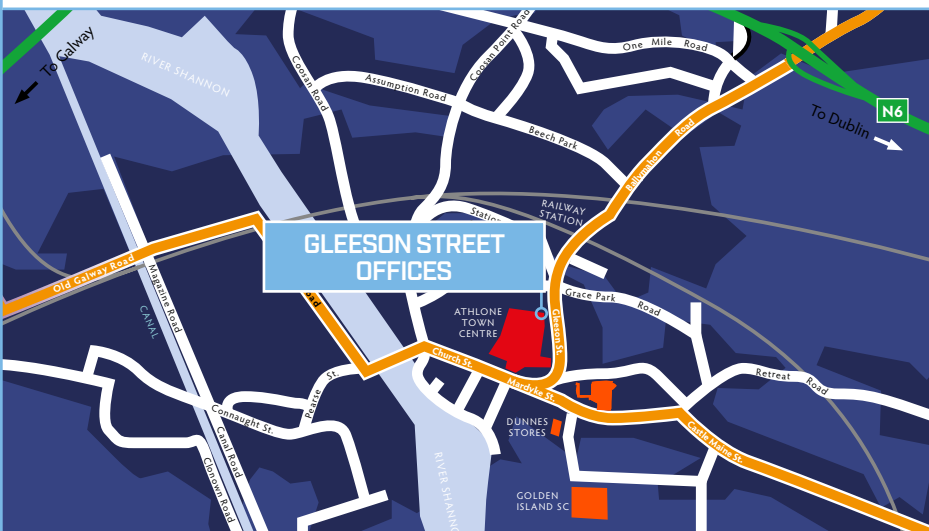 To Galway
RIVER SHANNON
Coosan Road
Coosan Point Road
One Mile Road
Assumption Road
Beech Park
N6
To Dublin
Ballymahon Road
RAILWAY
STATION
GLEESON STREET
OFFICES
Old Galway Road
Magazine Road
CANAL
Grace Park Road
ATHLONE
TOWN
CENTRE
Gleeson St.
Church St.
Mardyke St.
Retreat Road
Pearse St.
Connaught St.
Canal Road
Clonown Road
DUNNES
STORES
Castle Maine St.
GOLDEN
ISLAND SC